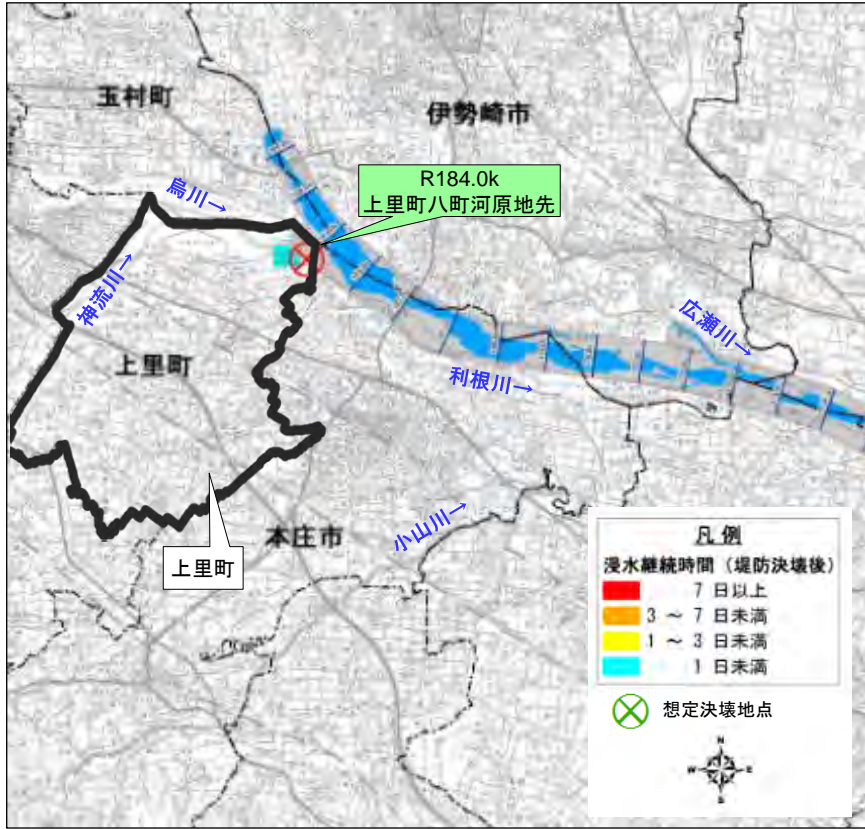 玉村町
伊勢崎市
R184.0k
上里町八町河原地先
烏川→
神流川→
広瀬川→
上里町
利根川→
小山川→
本庄市
上里町
凡例
浸水継続時間（堤防決壊後）
7 日以上
3 ～ 7 日未満
1 ～ 3 日未満
1 日未満
想定決壊地点
N
W
E
S